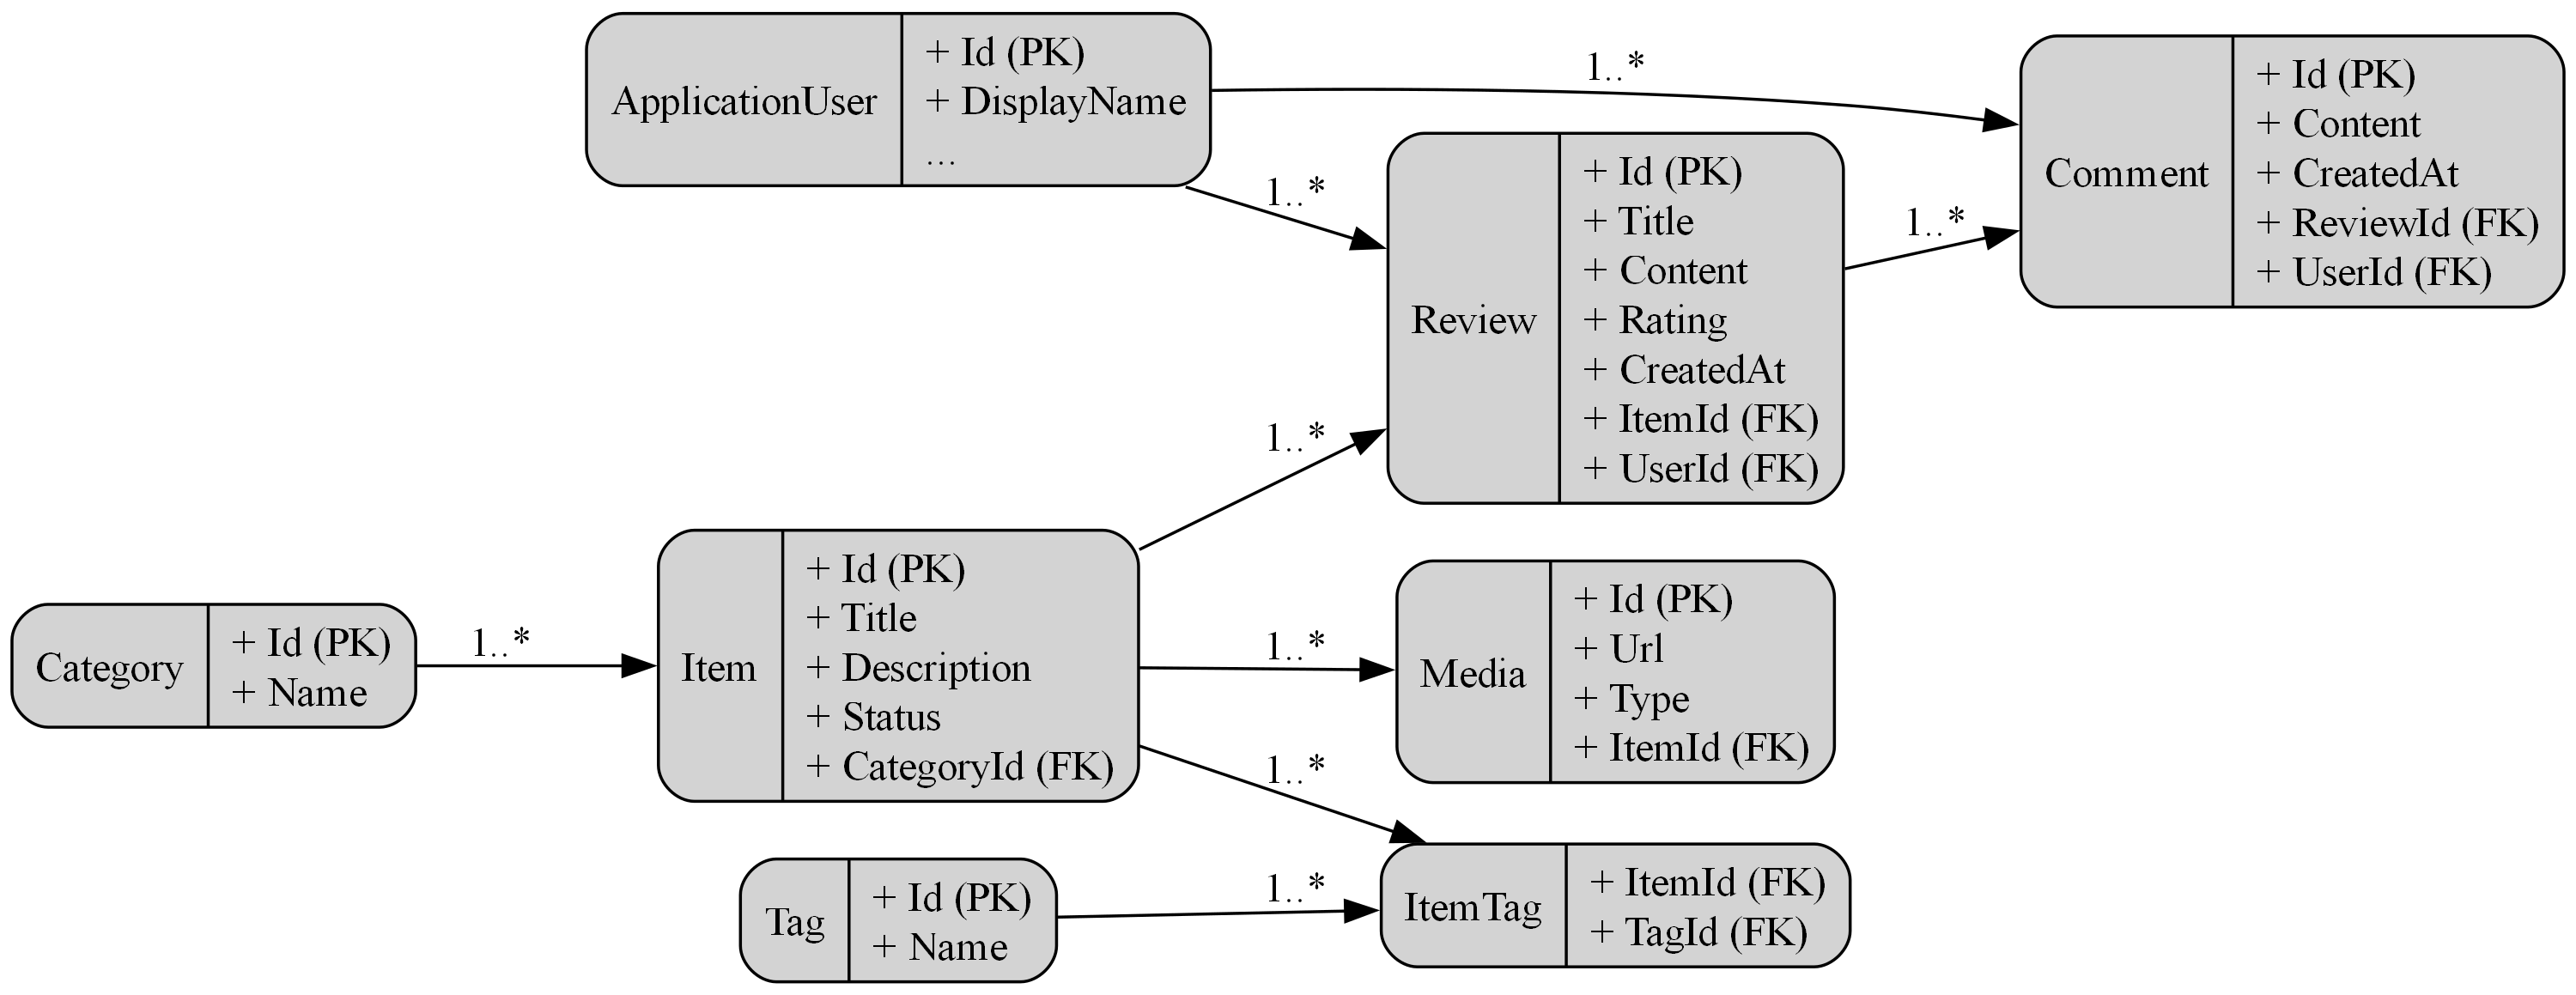 ApplicationUser
+ Id (PK)
+ DisplayName
...
1..*
1..*
Comment
+ Id (PK)
+ Content
+ CreatedAt
+ ReviewId (FK)
+ UserId (FK)
Review
+ Id (PK)
+ Title
+ Content
+ Rating
+ CreatedAt
+ ItemId (FK)
+ UserId (FK)
1..*
1..*
Category
+ Id (PK)
+ Name
1..*
Item
+ Id (PK)
+ Title
+ Description
+ Status
+ CategoryId (FK)
1..*
Media
+ Id (PK)
+ Url
+ Type
+ ItemId (FK)
1..*
Tag
+ Id (PK)
+ Name
1..*
ItemTag
+ ItemId (FK)
+ TagId (FK)